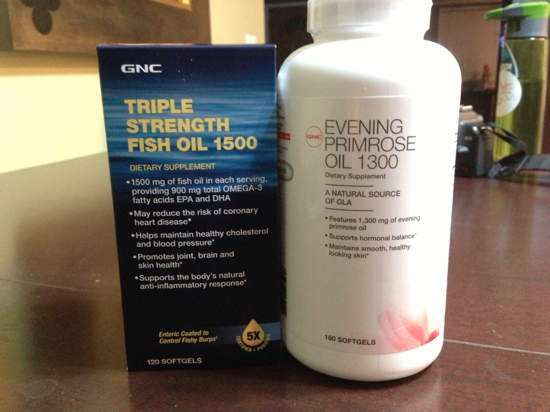 GNC
TRIPLE
STRENGTH
FISH OIL 1500
DIETARY SUPPLEMENT
• 1500 mg of fish oil in each serving,
providing 900 mg total OMEGA-3
fatty acids EPA and DHA
• May reduce the risk of coronary
heart disease*
• Helps maintain healthy cholesterol
and blood pressure*
• Promotes joint, brain and
skin health*
• Supports the body's natural
anti-inflammatory response*
Enteric Coated to
Control Fishy Burps†
5X
120 SOFTGELS
GNC
EVENING
PRIMROSE
OIL 1300
Dietary Supplement
A NATURAL SOURCE
OF GLA
• Features 1,300 mg of evening
primrose oil
• Supports hormonal balance*
• Maintains smooth, healthy
looking skin*
180 SOFTGELS